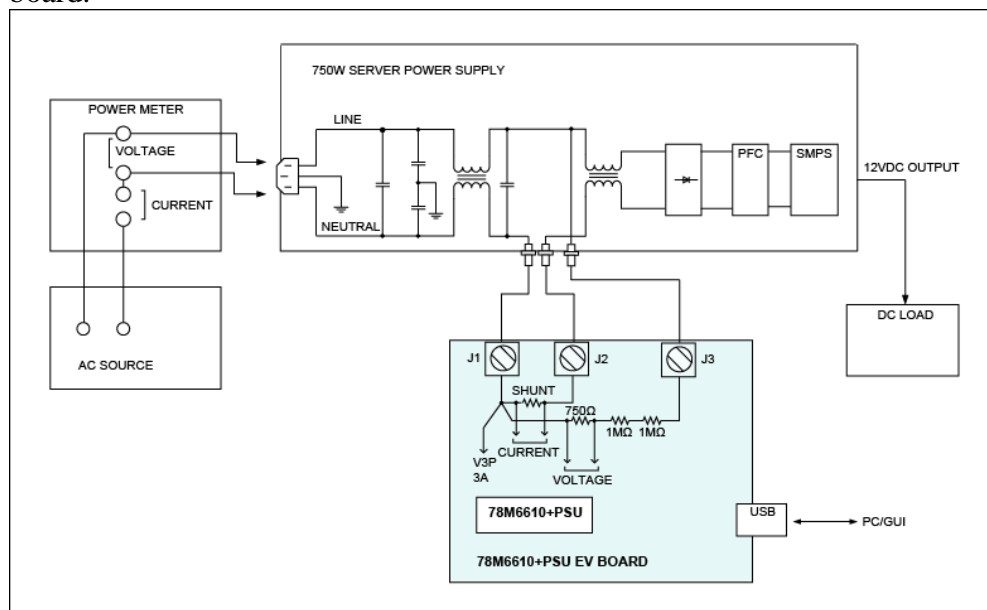 board.
750W SERVER POWER SUPPLY
POWER METER
VOLTAGE
CURRENT
LINE
NEUTRAL
PFC
SMPS
12VDC OUTPUT
AC SOURCE
DC LOAD
J1
J2
J3
SHUNT
750Ω
1MΩ
1MΩ
CURRENT
V3P
3A
VOLTAGE
78M6610+PSU
USB
PC/GUI
78M6610+PSU EV BOARD